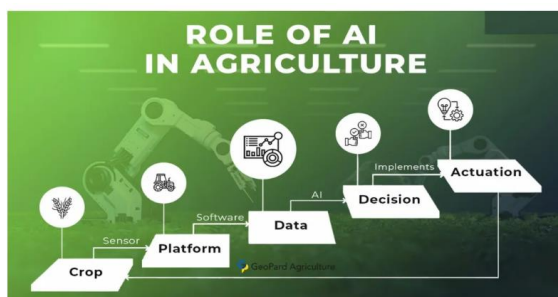 ROLE OF AI
IN AGRICULTURE
Implements
Actuation
AI
Decision
Software
Data
Sensor
Platform
Crop
GeoPard Agriculture